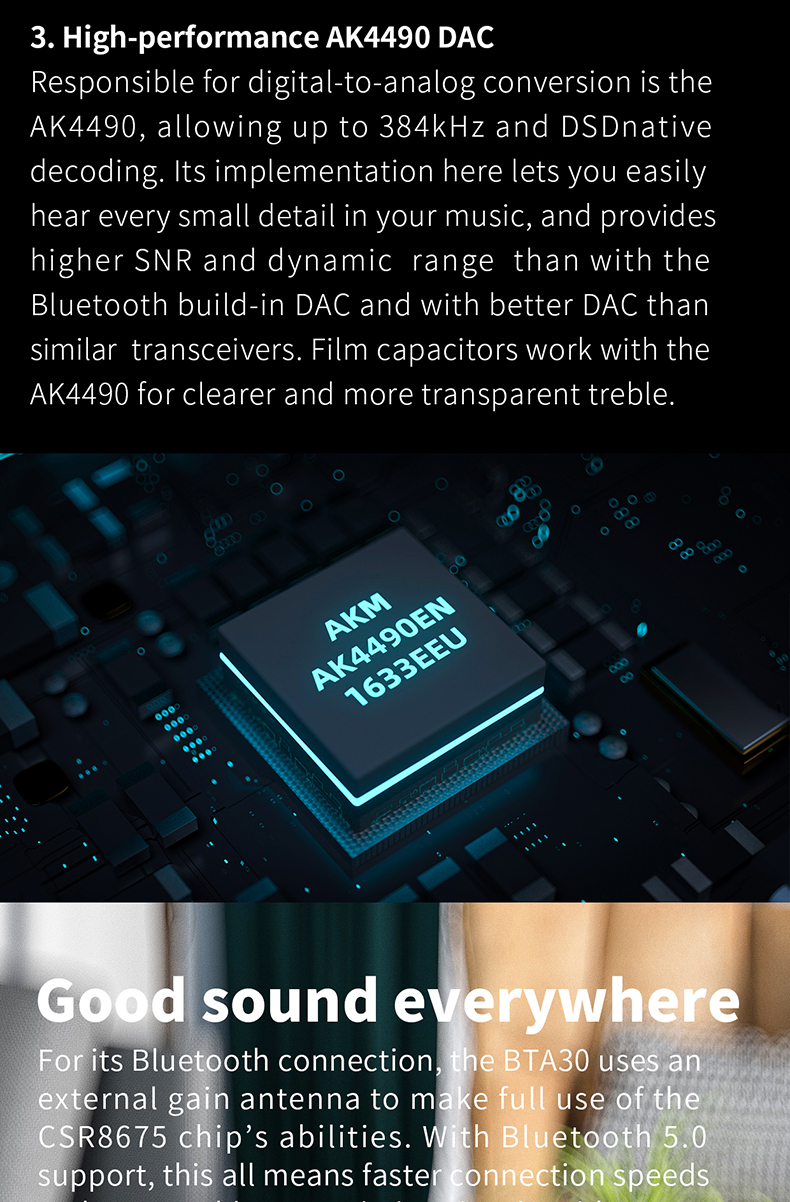 3. High-performance AK4490 DAC
Responsible for digital-to-analog conversion is the
AK4490, allowing up to 384kHz and DSDnative
decoding. Its implementation here lets you easily
hear every small detail in your music, and provides
higher SNR and dynamic range than with the
Bluetooth build-in DAC and with better DAC than
similar transceivers. Film capacitors work with the
AK4490 for clearer and more transparent treble.
AKM
AK4490EN
1633EEU
Good sound everywhere
For its Bluetooth connection, the BTA30 uses an
external gain antenna to make full use of the
CSR8675 chip's abilities. With Bluetooth 5.0
support, this all means faster connection speeds